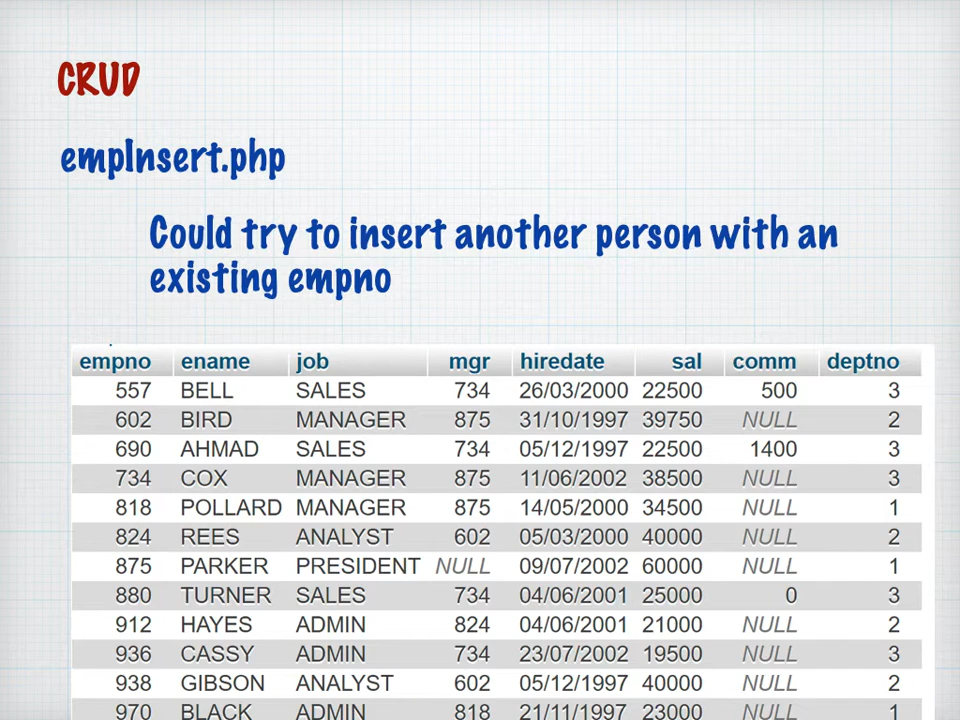 CRUD
empInsert.php
Could try to insert another person with an
existing empno
empno ename job mgr hiredate sal comm deptno
557 BELL SALES 734 26/03/2000 22500 500 3
602 BIRD MANAGER 875 31/10/1997 39750 NULL 2
690 AHMAD SALES 734 05/12/1997 22500 1400 3
734 COX MANAGER 875 11/06/2002 38500 NULL 3
818 POLLARD MANAGER 875 14/05/2000 34500 NULL 1
824 REES ANALYST 602 05/03/2000 40000 NULL 2
875 PARKER PRESIDENT NULL 09/07/2002 60000 NULL 1
880 TURNER SALES 734 04/06/2001 25000 0 3
912 HAYES ADMIN 824 04/06/2001 21000 NULL 2
936 CASSY ADMIN 734 23/07/2002 19500 NULL 3
938 GIBSON ANALYST 602 05/12/1997 40000 NULL 2
970 BLACK ADMIN 818 21/11/1997 23000 NULL 1